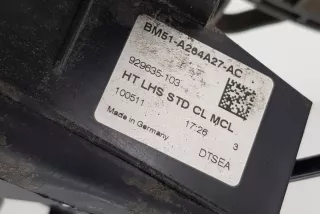 BM51-A264A27-AC
929635-103
HT LHS STD CL MCL
100511 17:26 3
Made in Germany DTSEA